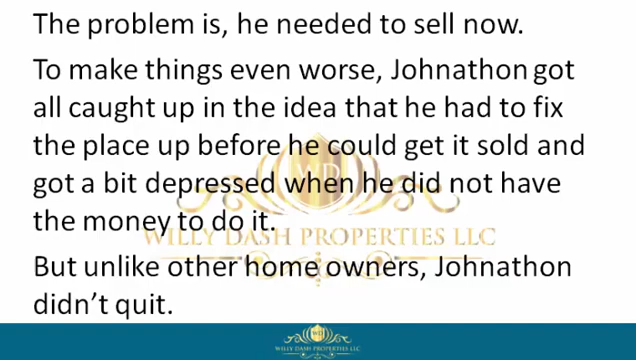 The problem is, he needed to sell now.
To make things even worse, Johnathon got
all caught up in the idea that he had to fix
the place up before he could get it sold and
got a bit depressed when he did not have
the money to do it.
WILLY DASH PROPERTIES LLC
But unlike other home owners, Johnathon
didn't quit.
WILLY DASH PROPERTIES LLC